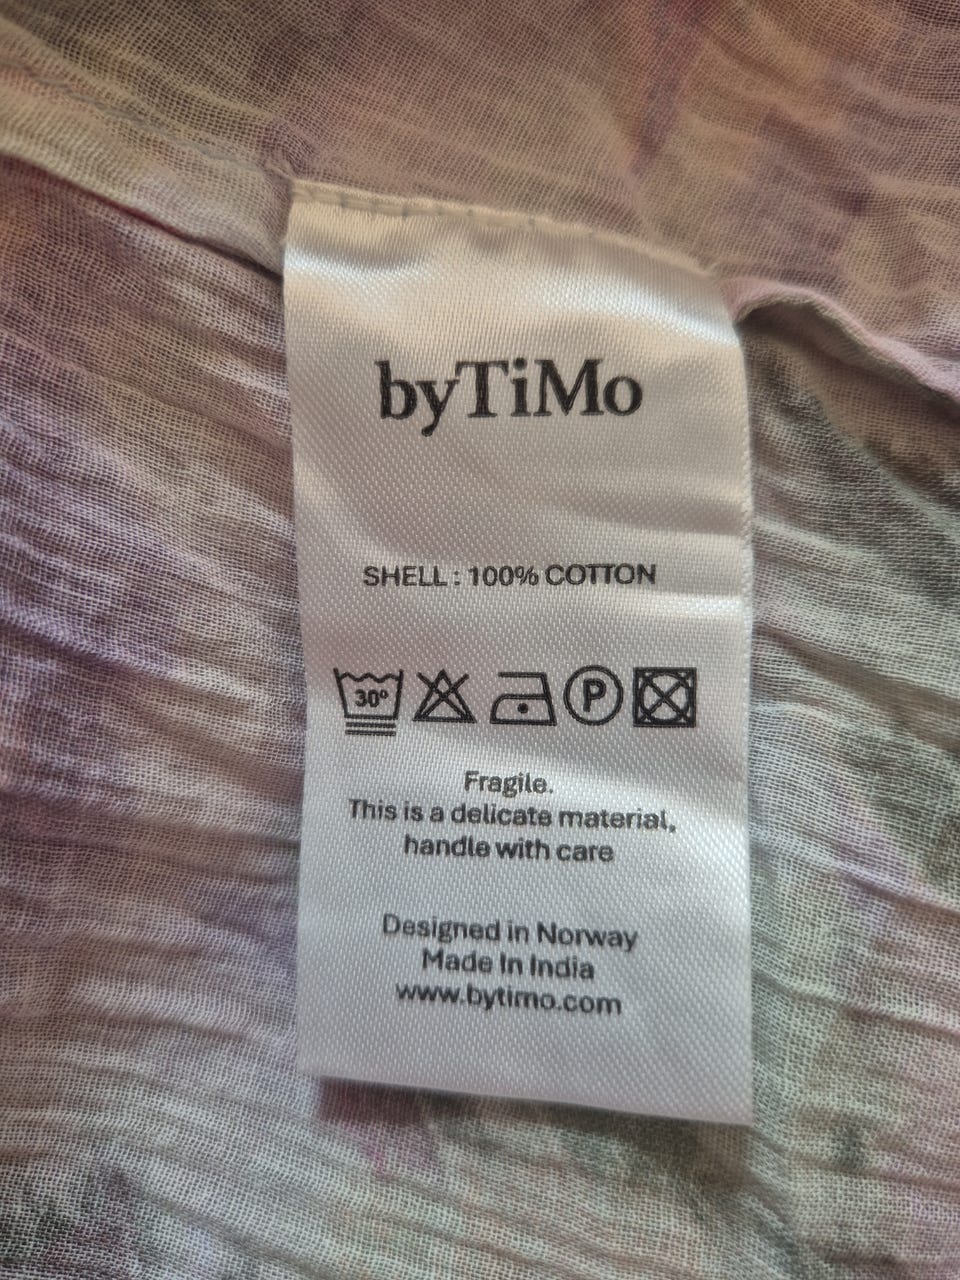 byTiMo
SHELL : 100% COTTON
30°
P
Fragile.
This is a delicate material,
handle with care
Designed in Norway
Made In India
www.bytimo.com